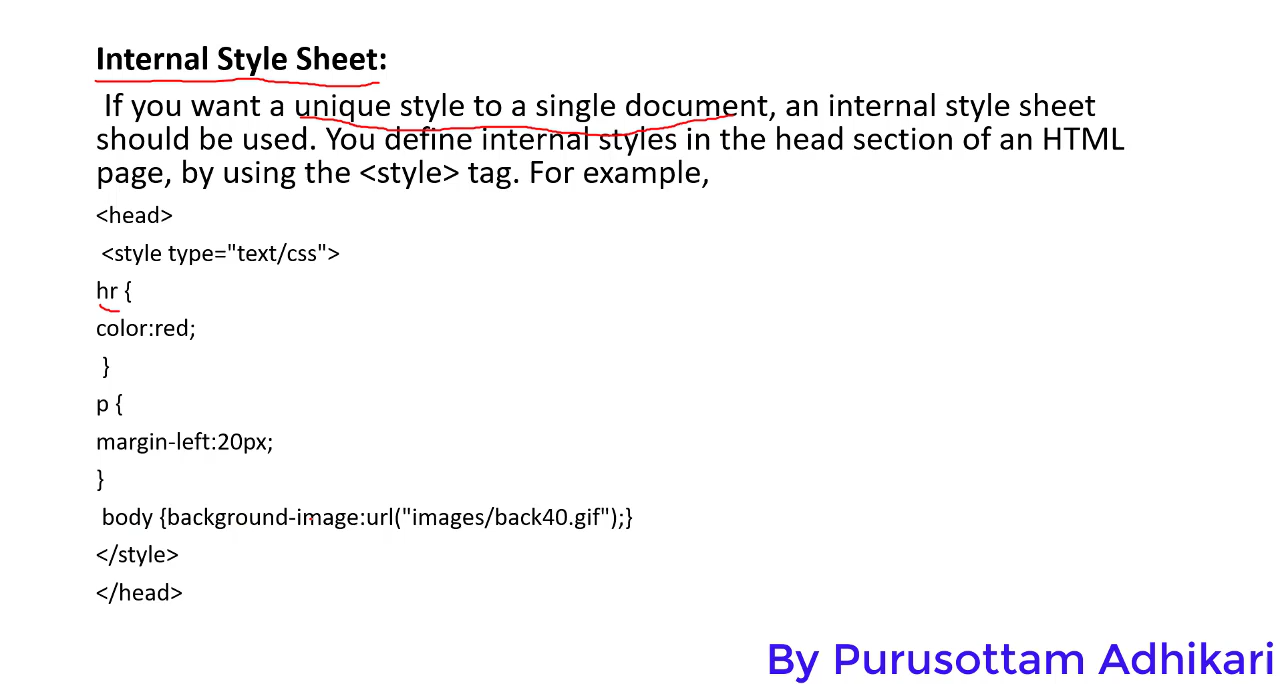 Internal Style Sheet:
If you want a unique style to a single document, an internal style sheet
should be used. You define internal styles in the head section of an HTML
page, by using the <style> tag. For example,
<head>
<style type="text/css">
hr {
color:red;
}
p {
margin-left:20px;
}
body {background-image:url("images/back40.gif");}
</style>
</head>
By Purusottam Adhikari